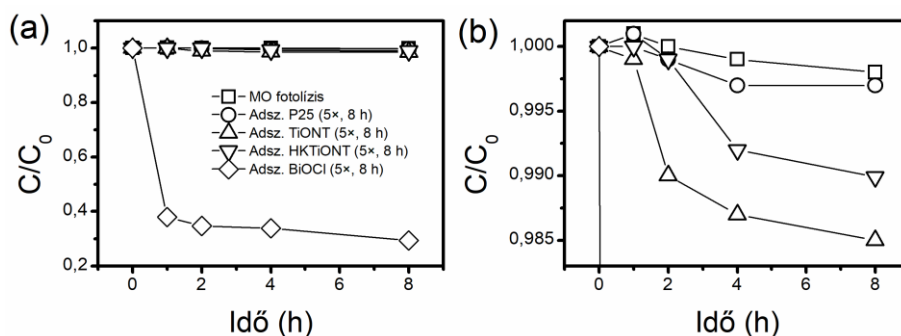 (a)
C/C0
1,0
0,8
0,6
0,4
0,2
MO fotolízis
Adsz. P25 (5×, 8 h)
Adsz. TiONT (5×, 8 h)
Adsz. HKTiONT (5×, 8 h)
Adsz. BiOCl (5×, 8 h)
0 2 4 6 8
Idő (h)
(b)
C/C0
1,000
0,995
0,990
0,985
0 2 4 6 8
Idő (h)